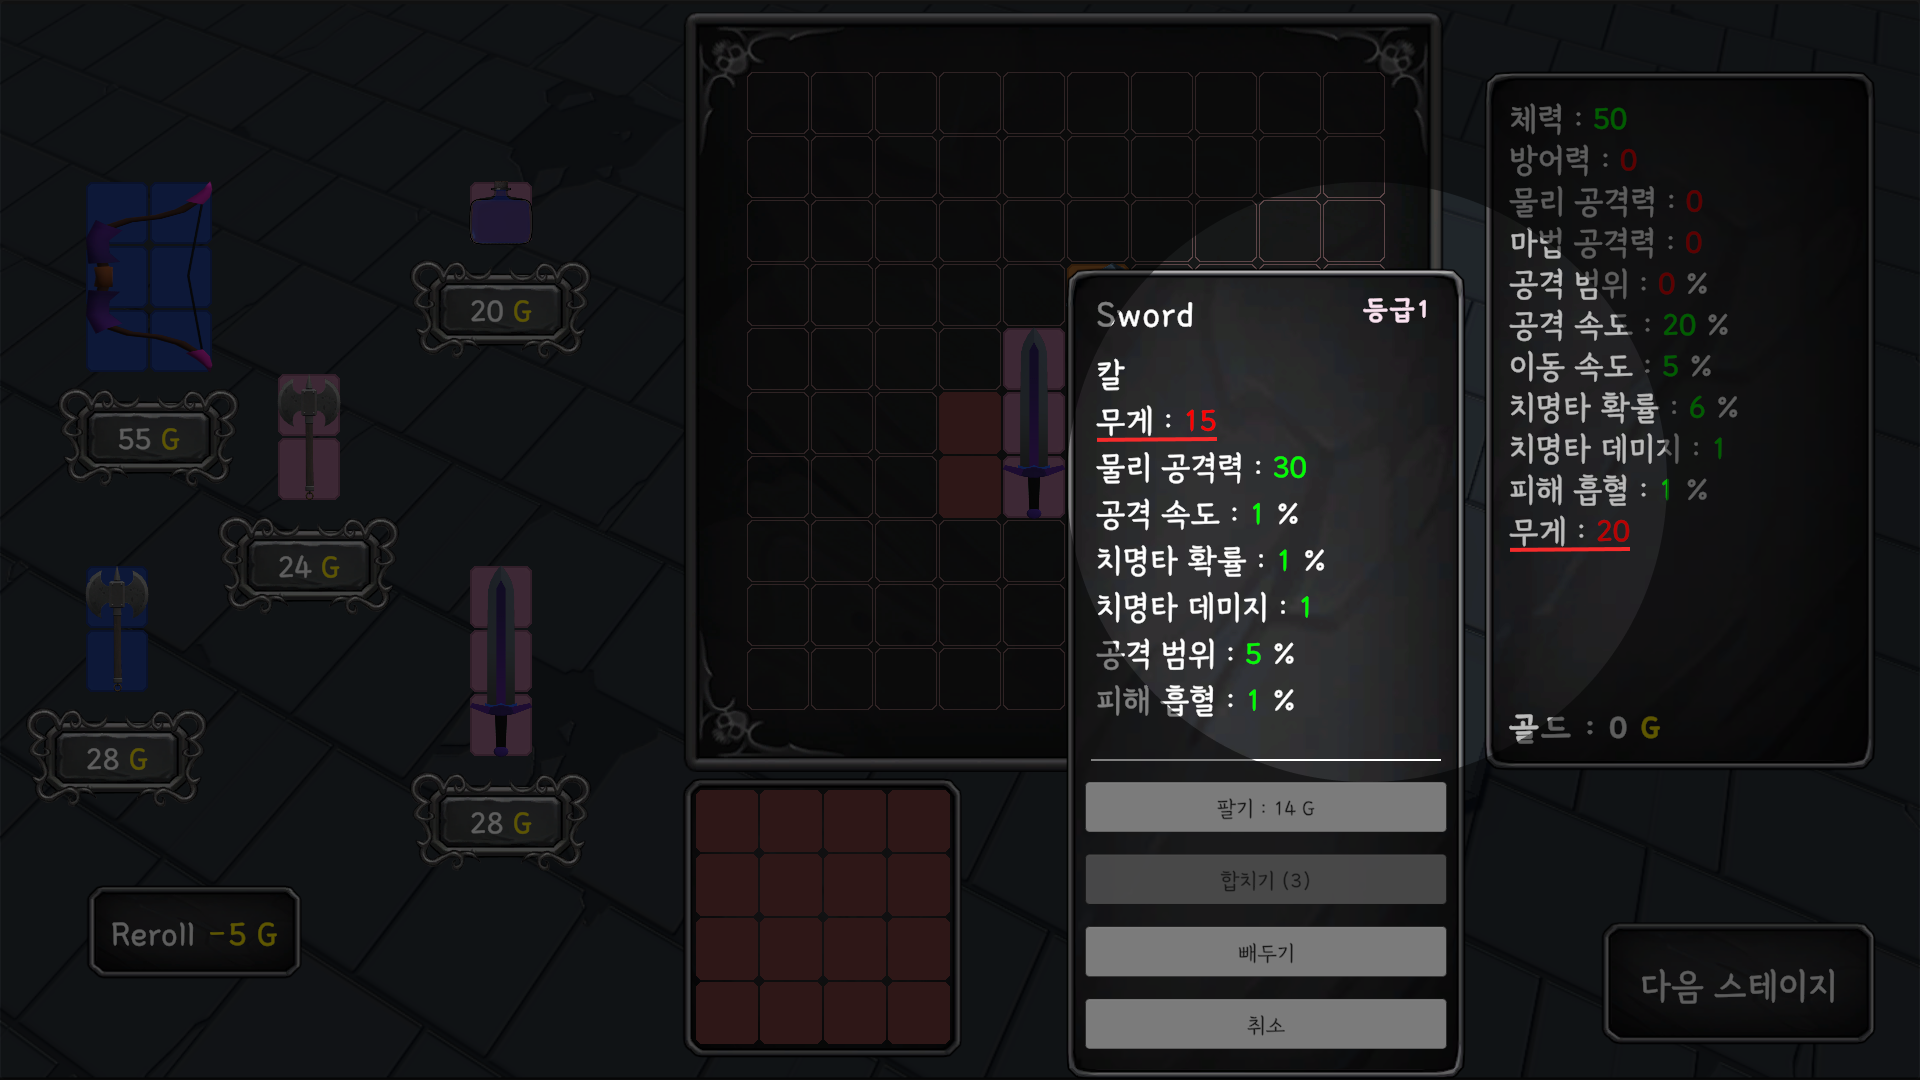 20 G
55 G
24 G
28 G
28 G
Reroll -5 G
Sword
등급1
칼
무게 : 15
물리 공격력 : 30
공격 속도 : 1 %
치명타 확률 : 1 %
치명타 데미지 : 1
공격 범위 : 5 %
피해 흡혈 : 1 %
팔기 : 14 G
합치기 (3)
빼두기
취소
체력 : 50
방어력 : 0
물리 공격력 : 0
마법 공격력 : 0
공격 범위 : 0 %
공격 속도 : 20 %
이동 속도 : 5 %
치명타 확률 : 6 %
치명타 데미지 : 1
피해 흡혈 : 1 %
무게 : 20
골드 : 0 G
다음 스테이지